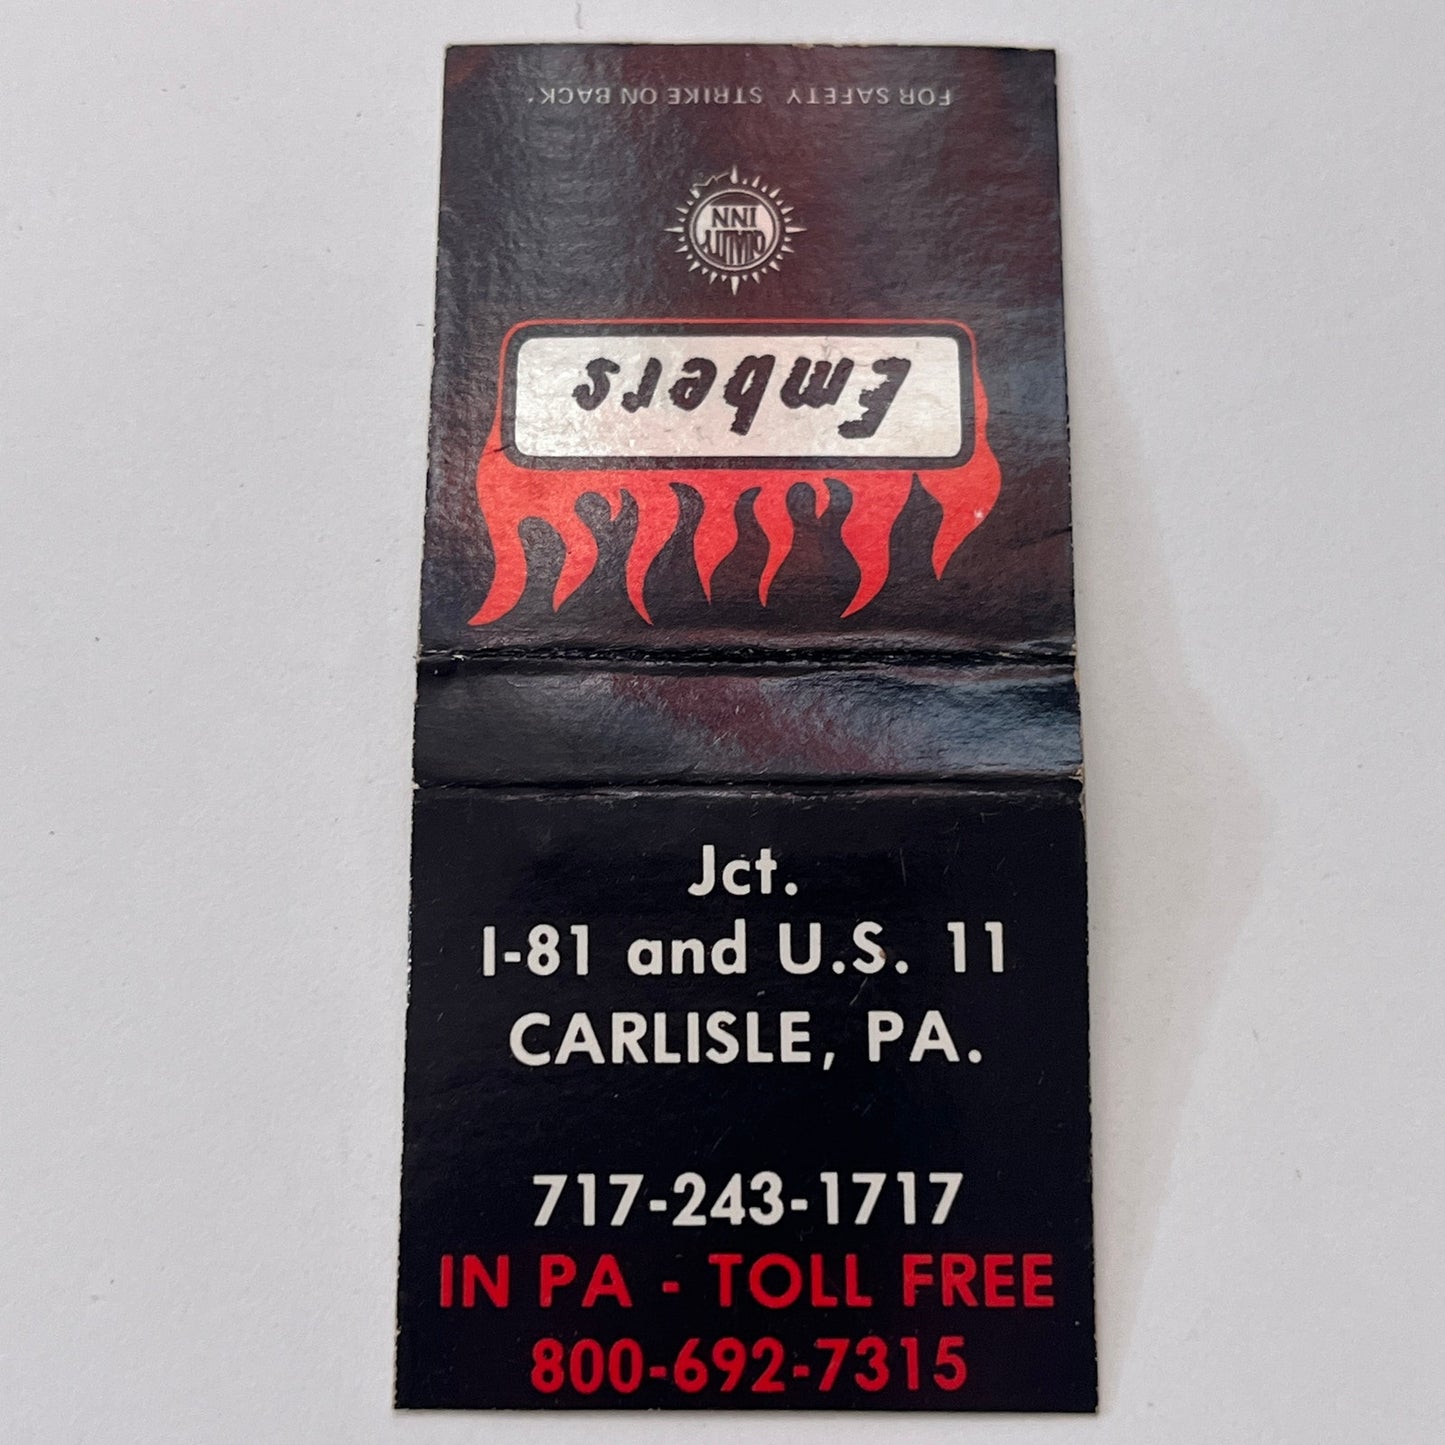 FOR SAFETY STRIKE ON BACK
QUALITY
INN
Embers
Jct.
I-81 and U.S. 11
CARLISLE, PA.
717-243-1717
IN PA - TOLL FREE
800-692-7315